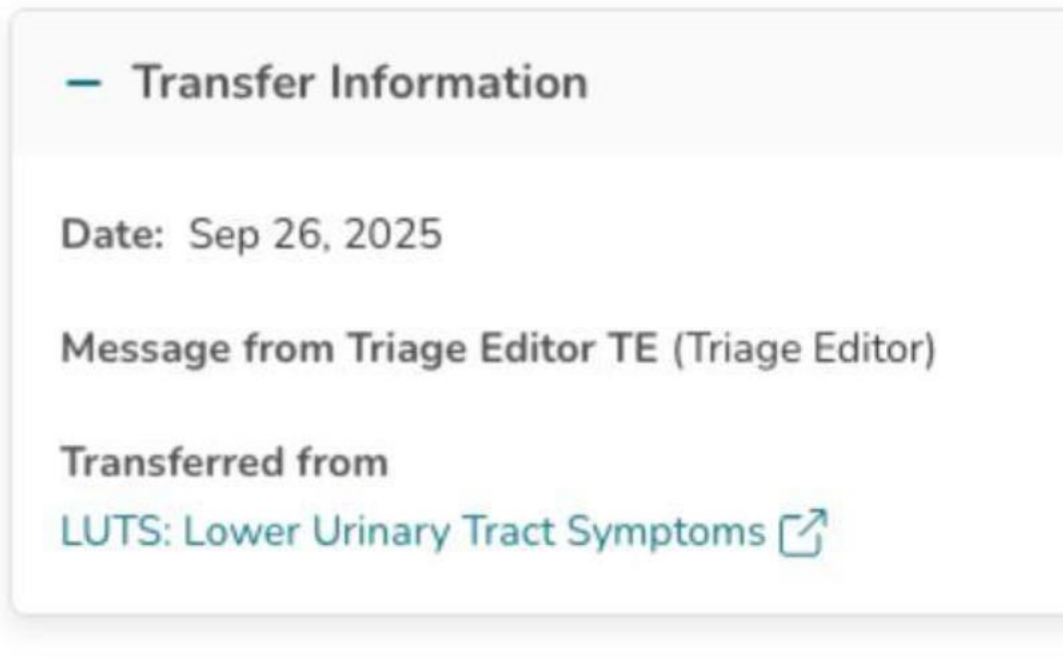 Transfer Information
Date: Sep 26, 2025
Message from Triage Editor TE (Triage Editor)
Transferred from
LUTS: Lower Urinary Tract Symptoms